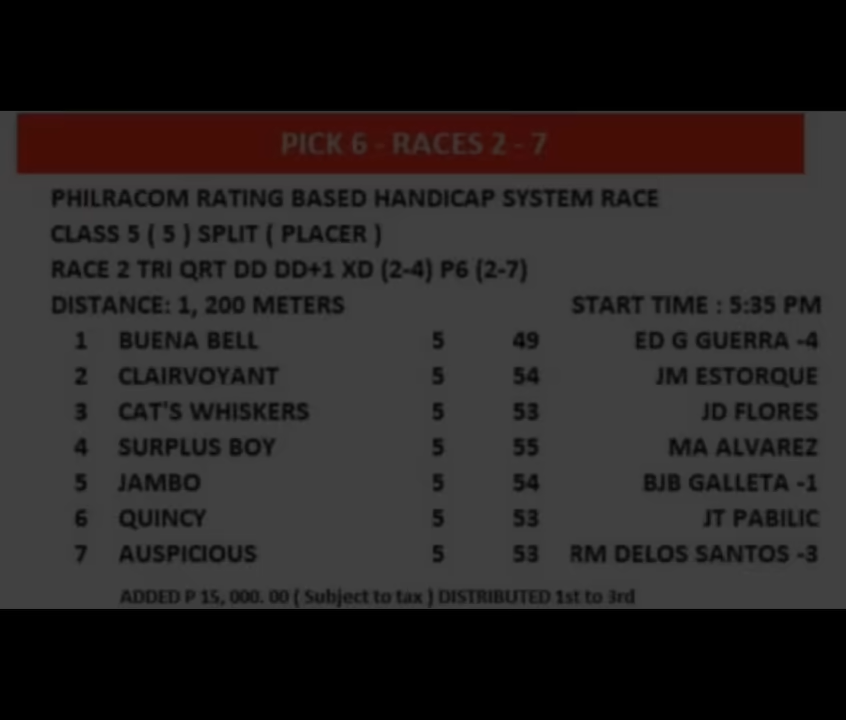 PICK 6 - RACES 2 - 7
PHILRACOM RATING BASED HANDICAP SYSTEM RACE
CLASS 5 ( 5 ) SPLIT ( PLACER )
RACE 2 TRI QRT DD DD+1 XD (2-4) P6 (2-7)
DISTANCE: 1, 200 METERS START TIME : 5:35 PM
1 BUENA BELL 5 49 ED G GUERRA -4
2 CLAIRVOYANT 5 54 JM ESTORQUE
3 CAT'S WHISKERS 5 53 JD FLORES
4 SURPLUS BOY 5 55 MA ALVAREZ
5 JAMBO 5 54 BJB GALLETA -1
6 QUINCY 5 53 JT PABILIC
7 AUSPICIOUS 5 53 RM DELOS SANTOS -3
ADDED P 15, 000. 00 ( Subject to tax ) DISTRIBUTED 1st to 3rd